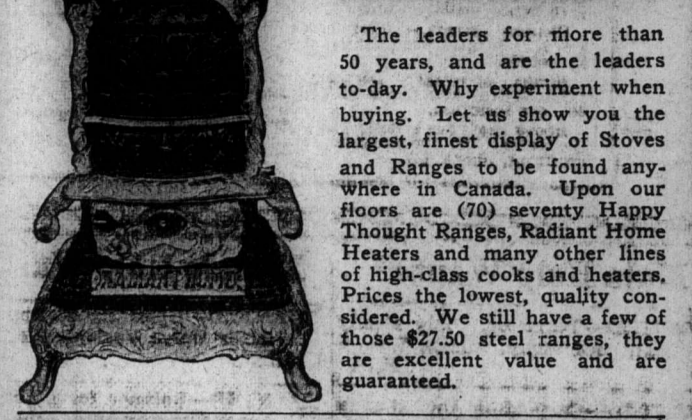 The leaders for more than
50 years, and are the leaders
to-day. Why experiment when
buying. Let us show you the
largest, finest display of Stoves
and Ranges to be found any-
where in Canada. Upon our
floors are (70) seventy Happy
Thought Ranges, Radiant Home
Heaters and many other lines
of high-class cooks and heaters.
Prices the lowest, quality con-
sidered. We still have a few of
those $27.50 steel ranges, they
are excellent value and are
guaranteed.
RADIANT HOME